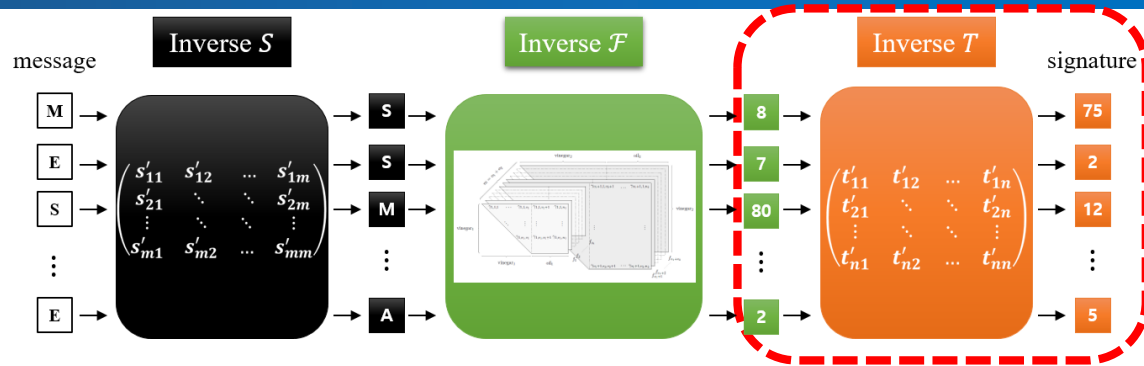 Inverse S
Inverse ℱ
Inverse T
message
signature
M
E
S
⋮
E
s′11 s′12 … s′1m
s′21 ⋱ ⋱ s′2m
⋮ ⋱ ⋱ ⋮
s′m1 s′m2 … s′mm
S
S
M
⋮
A
8
7
80
⋮
2
t′11 t′12 … t′1n
t′21 ⋱ ⋱ t′2n
⋮ ⋱ ⋱ ⋮
t′n1 t′n2 … t′nn
75
2
12
⋮
5